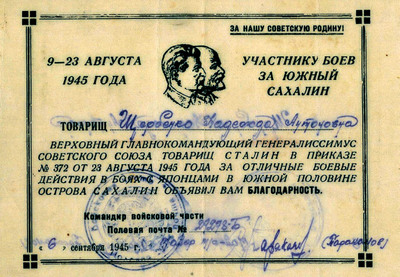 ЗА НАШУ СОВЕТСКУЮ РОДИНУ!
9—23 АВГУСТА
1945 ГОДА
УЧАСТНИКУ БОЕВ
ЗА ЮЖНЫЙ
САХАЛИН
ТОВАРИЩ Щербенко Надежда
ВЕРХОВНЫЙ ГЛАВНОКОМАНДУЮЩИЙ ГЕНЕРАЛИССИМУС
СОВЕТСКОГО СОЮЗА ТОВАРИЩ СТАЛИН В ПРИКАЗЕ
№ 372 ОТ 23 АВГУСТА 1945 ГОДА ЗА ОТЛИЧНЫЕ БОЕВЫЕ
ДЕЙСТВИЯ В БОЯХ С ЯПОНЦАМИ В ЮЖНОЙ ПОЛОВИНЕ
ОСТРОВА САХАЛИН ОБЪЯВИЛ ВАМ БЛАГОДАРНОСТЬ.
Командир войсковой части
Полевая почта №
„6„ сентября 1945 г.